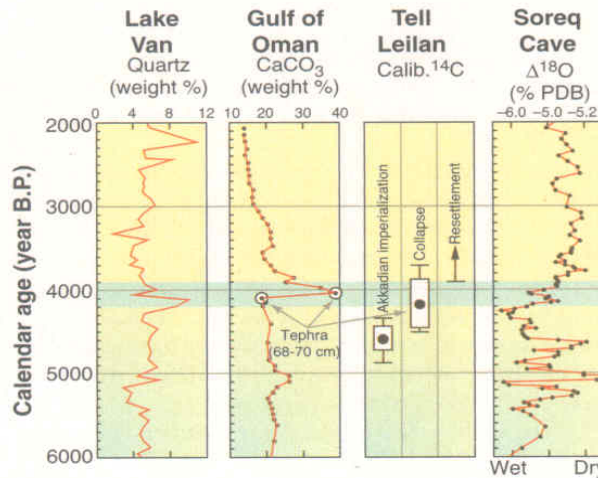 Lake
Van
Quartz
(weight %)
Gulf of
Oman
CaCO3
(weight %)
Tell
Leilan
Calib.14C
Soreq
Cave
Δ18O
(% PDB)
0 4 8 12
10 20 30 40
-6.0 -5.0 -5.2
Calendar age (year B.P.)
2000
3000
4000
5000
6000
Tephra
(68-70 cm)
Akkadian imperialization
Collapse
Resettlement
Wet
Dry